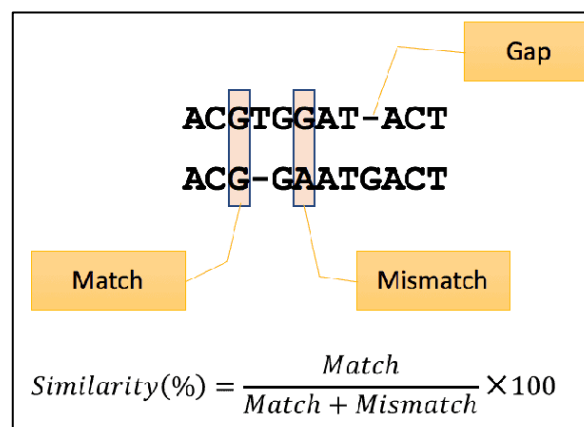 Gap
ACGTGGAT-ACT
ACG-GAATGACT
Match
Mismatch
Similarity(%) = Match / Match + Mismatch ×100